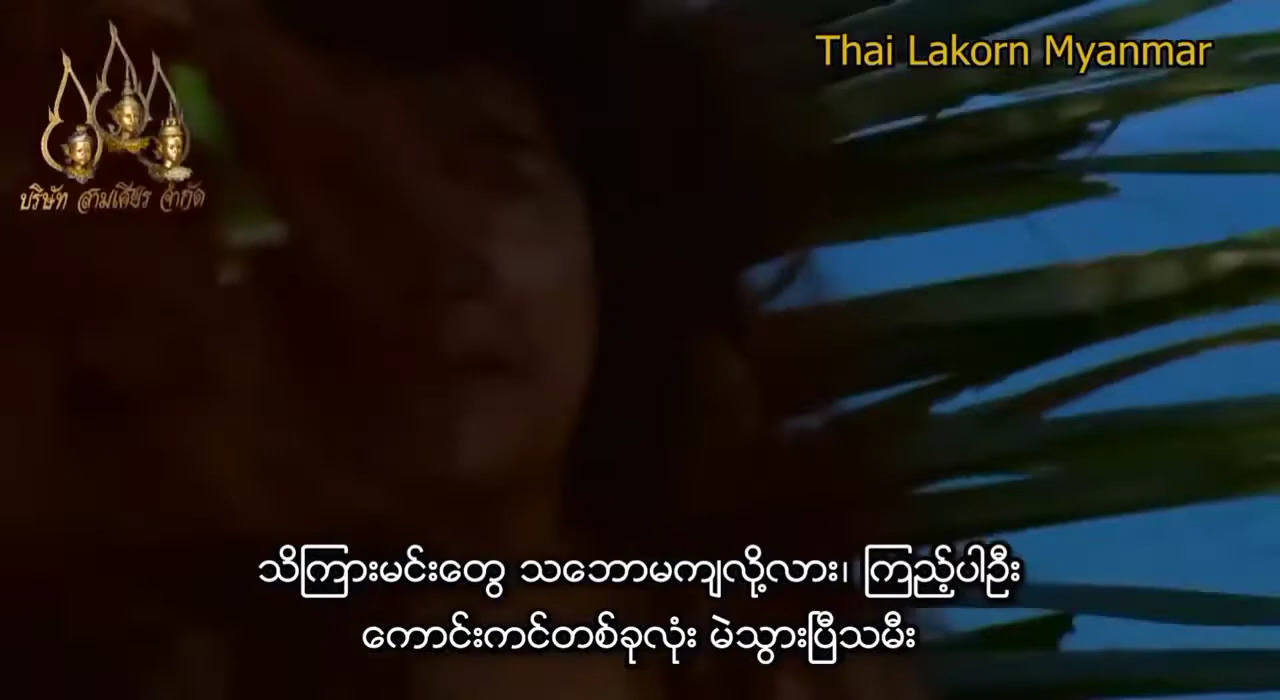 Thai Lakorn Myanmar
บริษัท สามเศียร จำกัด
သိကြားမင်းတွေ သဘောမကျလို့လား၊ ကြည့်ပါဦး
ကောင်းကင်တစ်ခုလုံး မဲသွားပြီသမီး